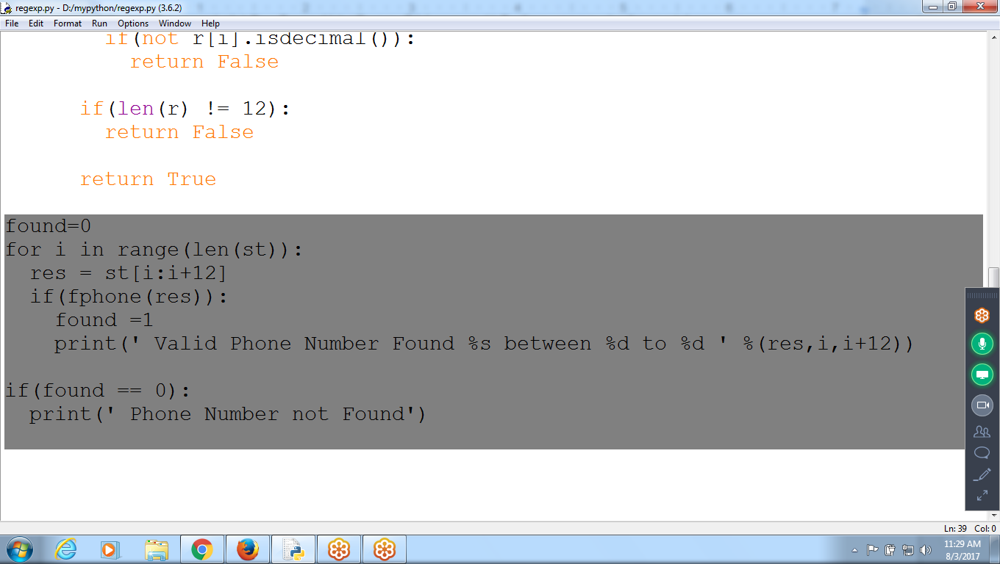 regexp.py - D:/mypython/regexp.py (3.6.2)
File Edit Format Run Options Window Help
if(not r[i].isdecimal()):
return False
if(len(r) != 12):
return False
return True
found=0
for i in range(len(st)):
res = st[i:i+12]
if(fphone(res)):
found =1
print(' Valid Phone Number Found %s between %d to %d ' %(res,i,i+12))
if(found == 0):
print(' Phone Number not Found')
Ln: 39 Col: 0
11:29 AM
8/3/2017